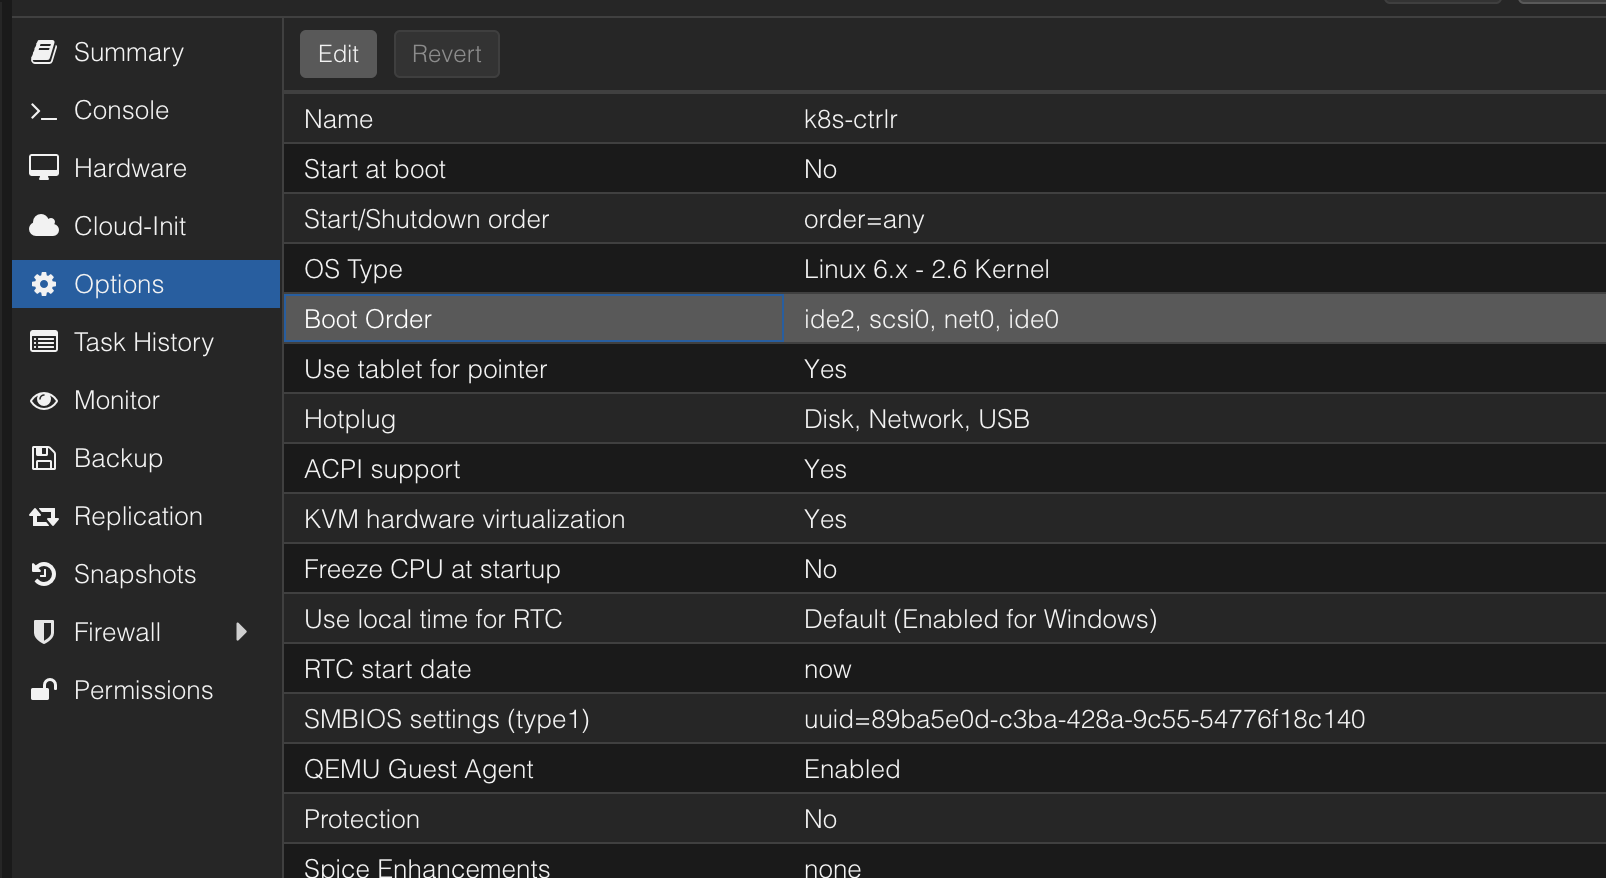 Summary
Console
Hardware
Cloud-Init
Options
Task History
Monitor
Backup
Replication
Snapshots
Firewall
Permissions
Edit Revert
Name k8s-ctrlr
Start at boot No
Start/Shutdown order order=any
OS Type Linux 6.x - 2.6 Kernel
Boot Order ide2, scsi0, net0, ide0
Use tablet for pointer Yes
Hotplug Disk, Network, USB
ACPI support Yes
KVM hardware virtualization Yes
Freeze CPU at startup No
Use local time for RTC Default (Enabled for Windows)
RTC start date now
SMBIOS settings (type1) uuid=89ba5e0d-c3ba-428a-9c55-54776f18c140
QEMU Guest Agent Enabled
Protection No
Spice Enhancements none